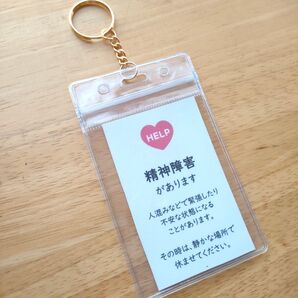 HELP
精神障害
があります
人混みなどで緊張したり
不安な状態になる
ことがあります。
その時は、静かな場所で
休ませてください。